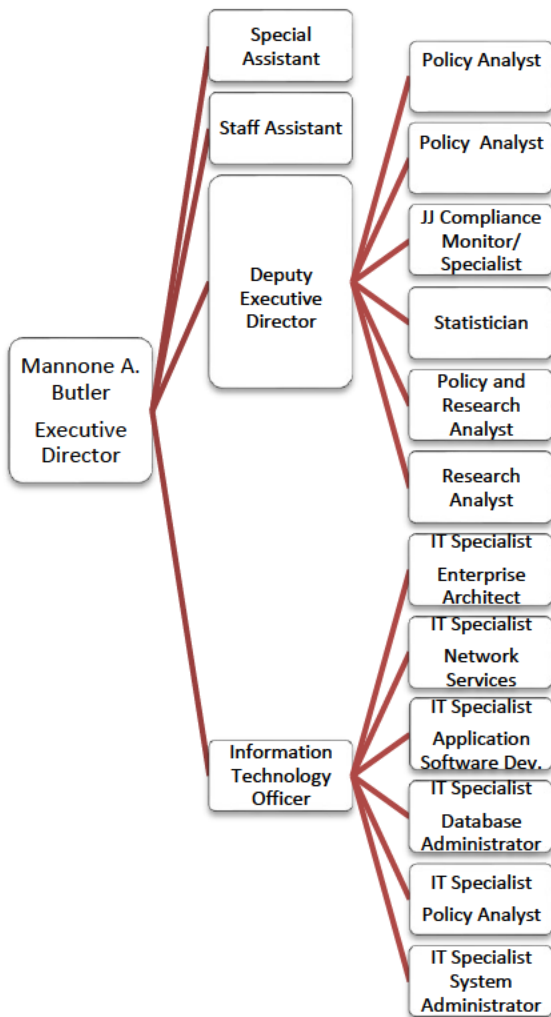 Special
Assistant
Staff Assistant
Deputy
Executive
Director
Mannone A.
Butler
Executive
Director
Information
Technology
Officer
Policy Analyst
Policy Analyst
JJ Compliance
Monitor/
Specialist
Statistician
Policy and
Research
Analyst
Research
Analyst
IT Specialist
Enterprise
Architect
IT Specialist
Network
Services
IT Specialist
Application
Software Dev.
IT Specialist
Database
Administrator
IT Specialist
Policy Analyst
IT Specialist
System
Administrator